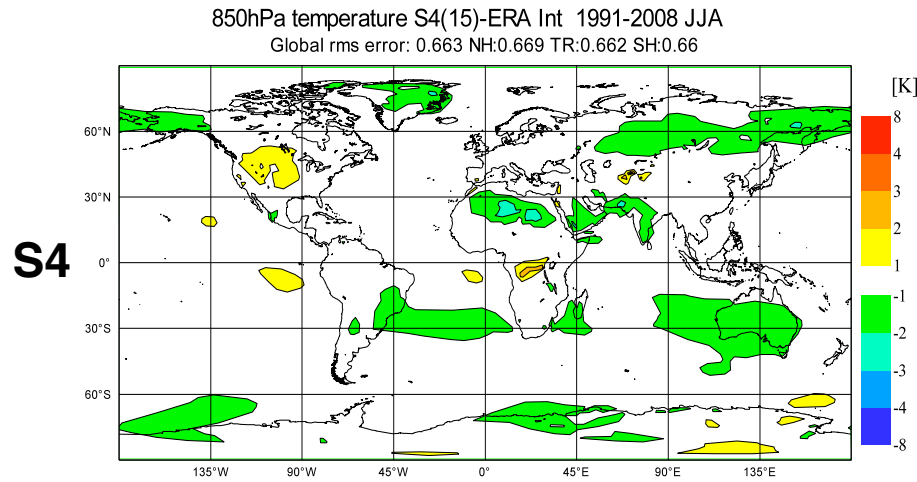 850hPa temperature S4(15)-ERA Int 1991-2008 JJA
Global rms error: 0.663 NH:0.669 TR:0.662 SH:0.66
[K]
8
4
3
2
1
-1
-2
-3
-4
-8
S4
60°N
30°N
0°
30°S
60°S
135°W 90°W 45°W 0° 45°E 90°E 135°E